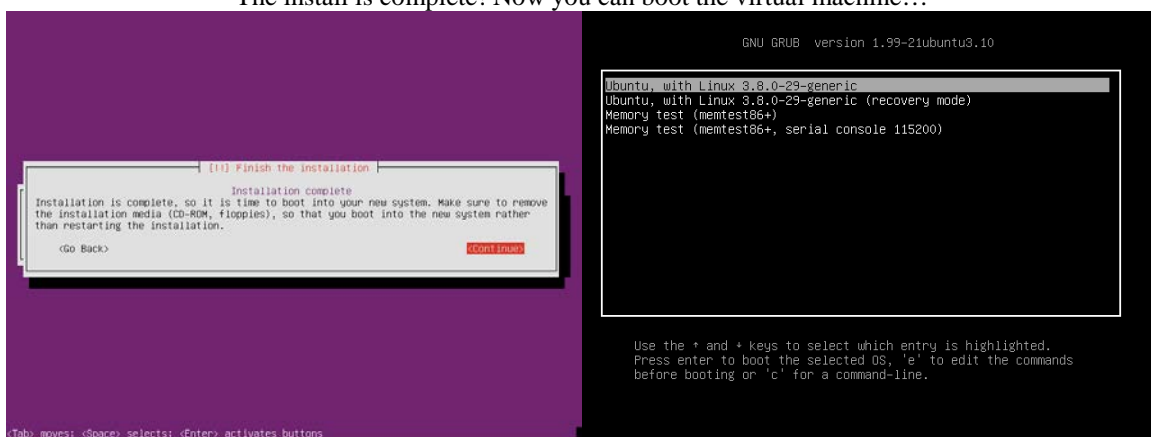 The install is complete! Now you can boot the virtual machine…
[!!] Finish the installation
Installation complete
Installation is complete, so it is time to boot into your new system. Make sure to remove
the installation media (CD-ROM, floppies), so that you boot into the new system rather
than restarting the installation.
<Go Back>
<Continue>
<Tab> moves; <Space> selects; <Enter> activates buttons
GNU GRUB version 1.99-21ubuntu3.10
Ubuntu, with Linux 3.8.0-29-generic
Ubuntu, with Linux 3.8.0-29-generic (recovery mode)
Memory test (memtest86+)
Memory test (memtest86+, serial console 115200)
Use the ↑ and ↓ keys to select which entry is highlighted.
Press enter to boot the selected OS, 'e' to edit the commands
before booting or 'c' for a command-line.